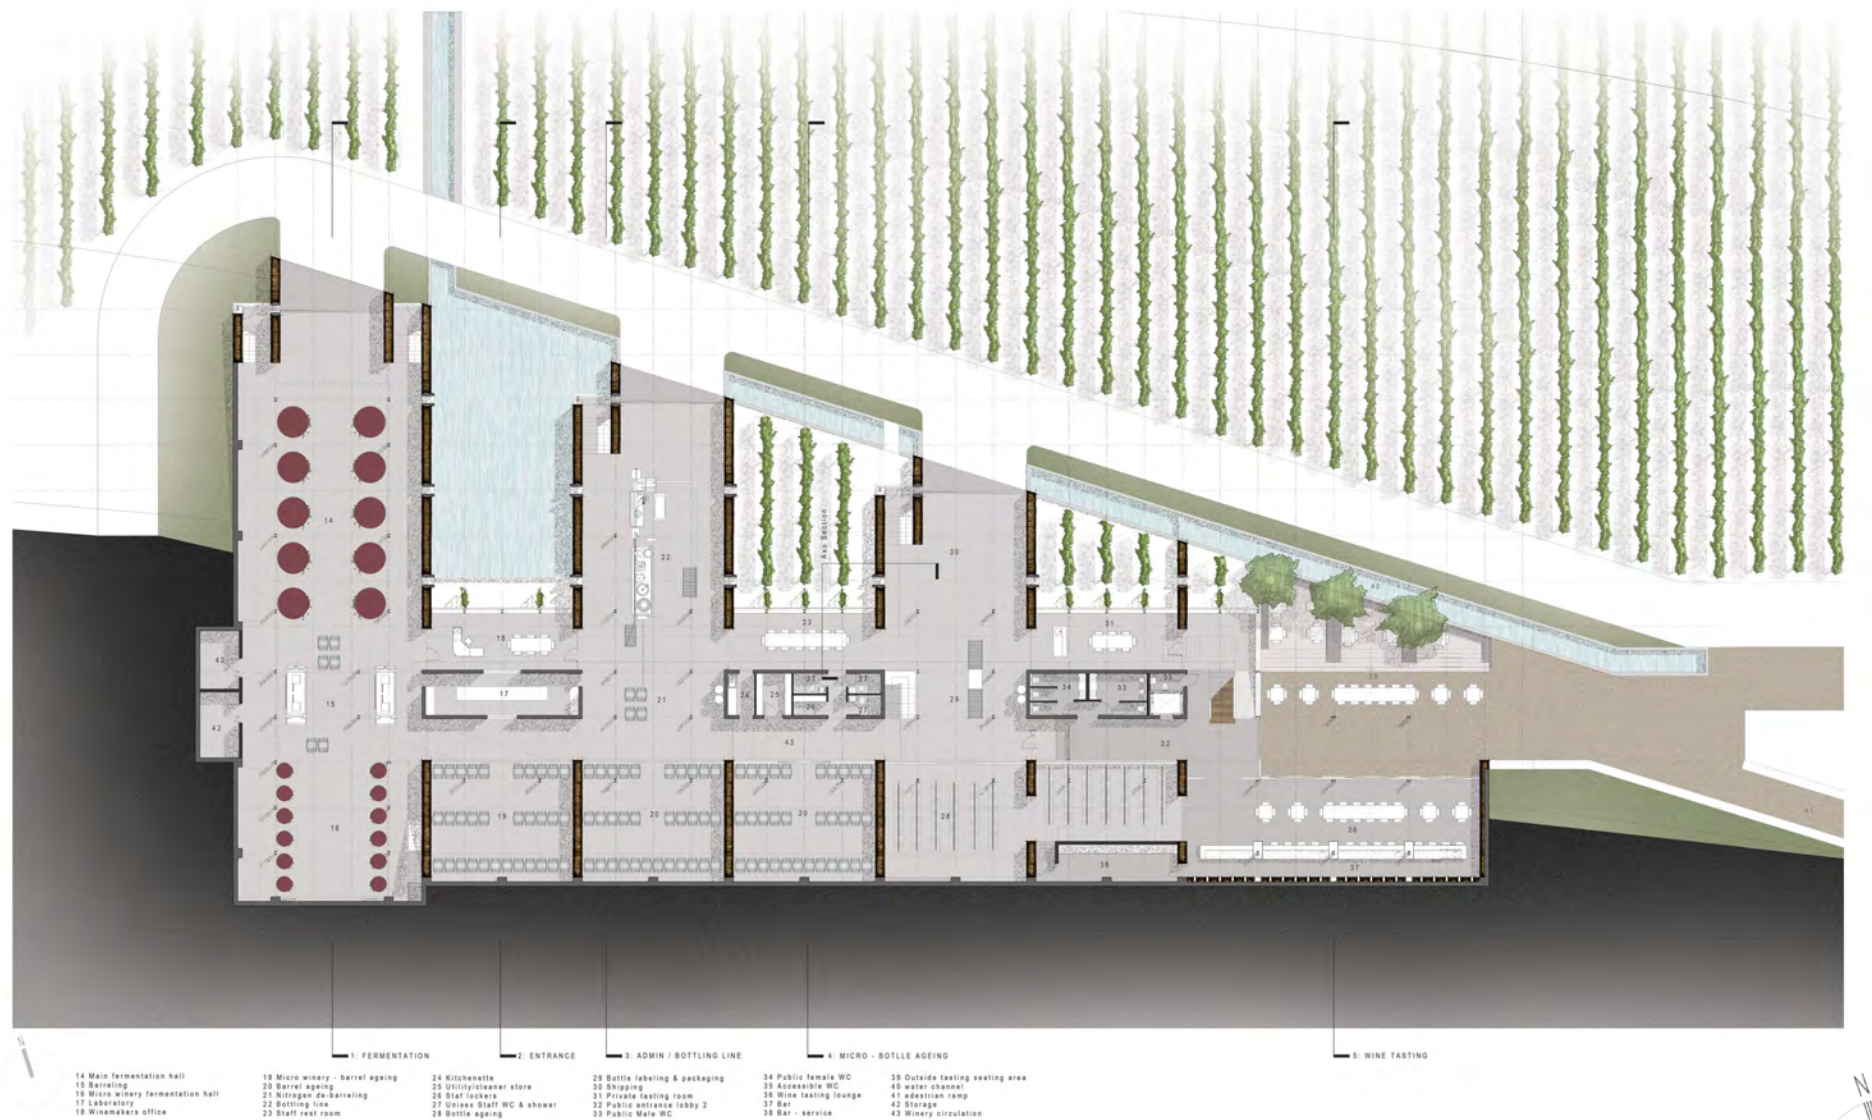 14
22
30
Axo Section
40
18
23
31
42
17
24
25
27
27
34
33
35
39
26
27
15
21
29
42
43
32
16
19
20
20
28
36
38
37
N
1: FERMENTATION
2: ENTRANCE
3: ADMIN / BOTTLING LINE
4: MICRO - BOTLLE AGEING
5: WINE TASTING
14 Main fermentation hall
15 Barreling
16 Micro winery fermentation hall
17 Laboratory
18 Winemakers office
19 Micro winery - barrel ageing
20 Barrel ageing
21 Nitrogen de-barreling
22 Bottling line
23 Staff rest room
24 Kitchenette
25 Utility/cleaner store
26 Staf lockers
27 Unisex Staff WC & shower
28 Bottle ageing
29 Bottle labeling & packaging
30 Shipping
31 Private tasting room
32 Public entrance lobby 2
33 Public Male WC
34 Public female WC
35 Accessible WC
36 Wine tasting lounge
37 Bar
38 Bar - service
39 Outside tasting seating area
40 water channel
41 edestrian ramp
42 Storage
43 Winery circulation
N